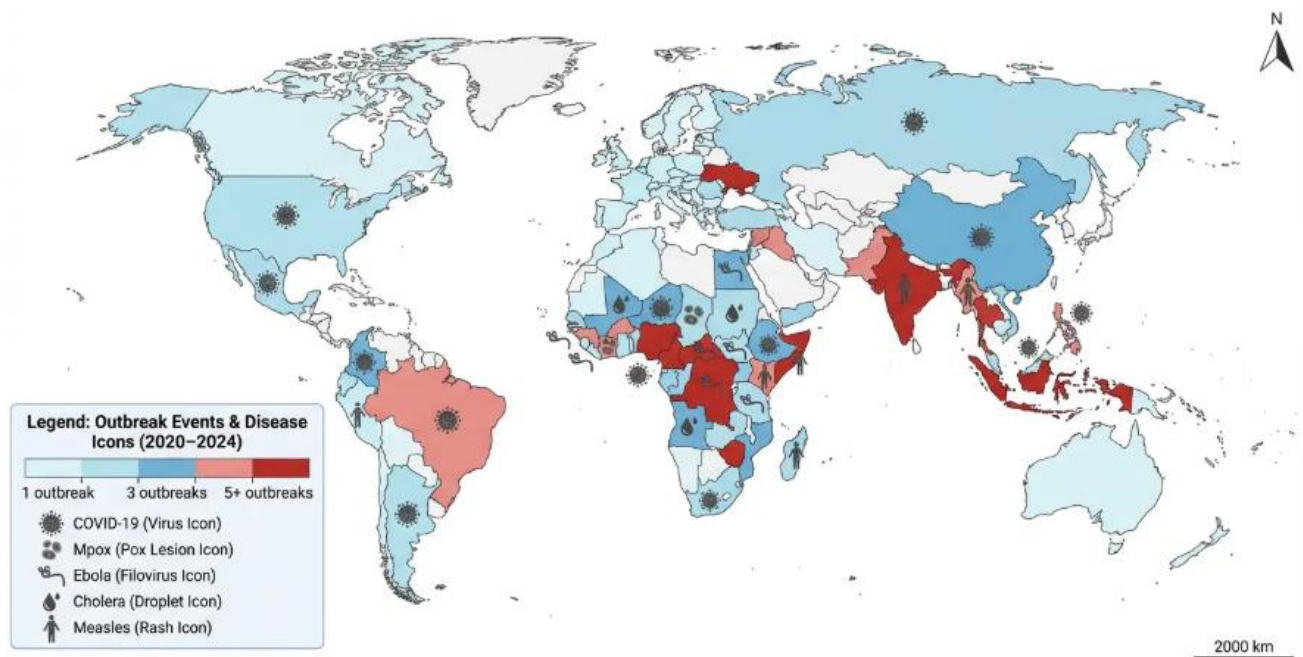 N
Legend: Outbreak Events & Disease
Icons (2020–2024)
1 outbreak 3 outbreaks 5+ outbreaks
COVID-19 (Virus Icon)
Mpox (Pox Lesion Icon)
Ebola (Filovirus Icon)
Cholera (Droplet Icon)
Measles (Rash Icon)
2000 km